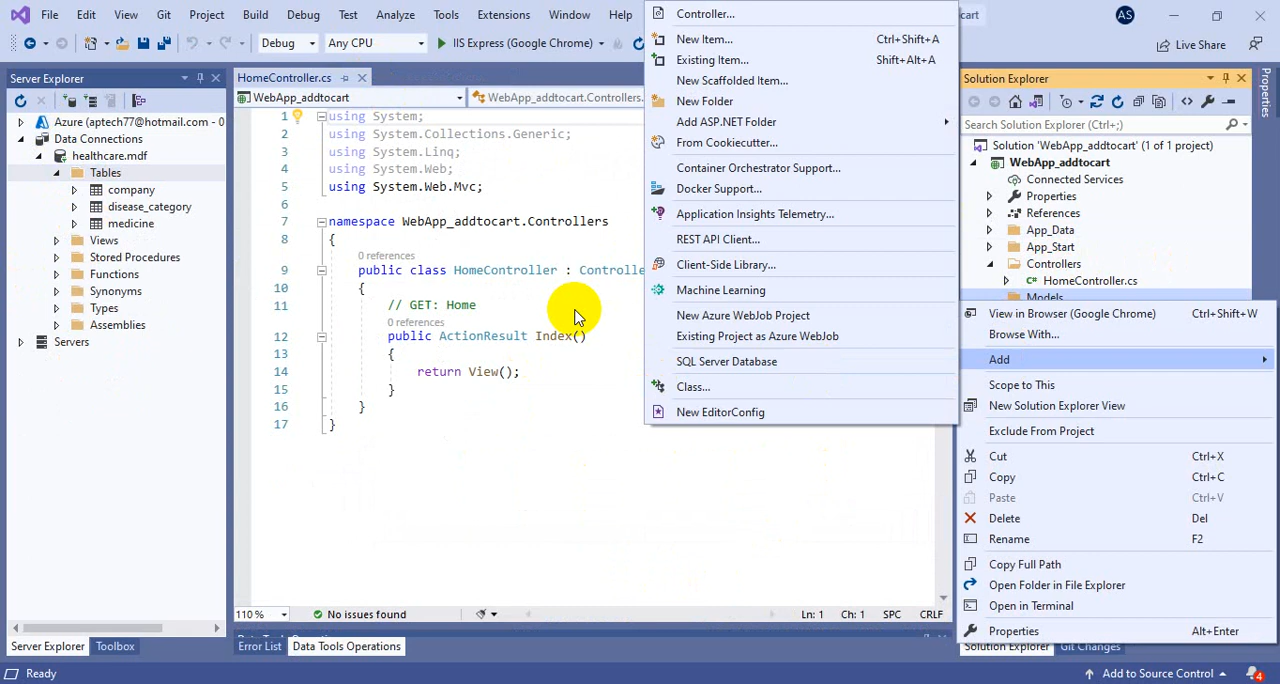 File Edit View Git Project Build Debug Test Analyze Tools Extensions Window Help
cart
AS
Debug
Any CPU
IIS Express (Google Chrome)
Live Share
Server Explorer
Azure (aptech77@hotmail.com - 0
Data Connections
healthcare.mdf
Tables
company
disease_category
medicine
Views
Stored Procedures
Functions
Synonyms
Types
Assemblies
Servers
Server Explorer
Toolbox
HomeController.cs
WebApp_addtocart
WebApp_addtocart.Controllers.
1 using System;
2 using System.Collections.Generic;
3 using System.Linq;
4 using System.Web;
5 using System.Web.Mvc;
6
7 namespace WebApp_addtocart.Controllers
8 {
0 references
9 public class HomeController : Controlle
10 {
11 // GET: Home
0 references
12 public ActionResult Index()
13 {
14 return View();
15 }
16 }
17 }
110 %
No issues found
Ln: 1 Ch: 1 SPC CRLF
Error List
Data Tools Operations
Controller...
New Item... Ctrl+Shift+A
Existing Item... Shift+Alt+A
New Scaffolded Item...
New Folder
Add ASP.NET Folder
From Cookiecutter...
Container Orchestrator Support...
Docker Support...
Application Insights Telemetry...
REST API Client...
Client-Side Library...
Machine Learning
New Azure WebJob Project
Existing Project as Azure WebJob
SQL Server Database
Class...
New EditorConfig
Solution Explorer
Search Solution Explorer (Ctrl+;)
Solution 'WebApp_addtocart' (1 of 1 project)
WebApp_addtocart
Connected Services
Properties
References
App_Data
App_Start
Controllers
HomeController.cs
Models
View in Browser (Google Chrome) Ctrl+Shift+W
Browse With...
Add
Scope to This
New Solution Explorer View
Exclude From Project
Cut Ctrl+X
Copy Ctrl+C
Paste Ctrl+V
Delete Del
Rename F2
Copy Full Path
Open Folder in File Explorer
Open in Terminal
Properties Alt+Enter
Solution Explorer
Git Changes
Properties
Ready
Add to Source Control
4